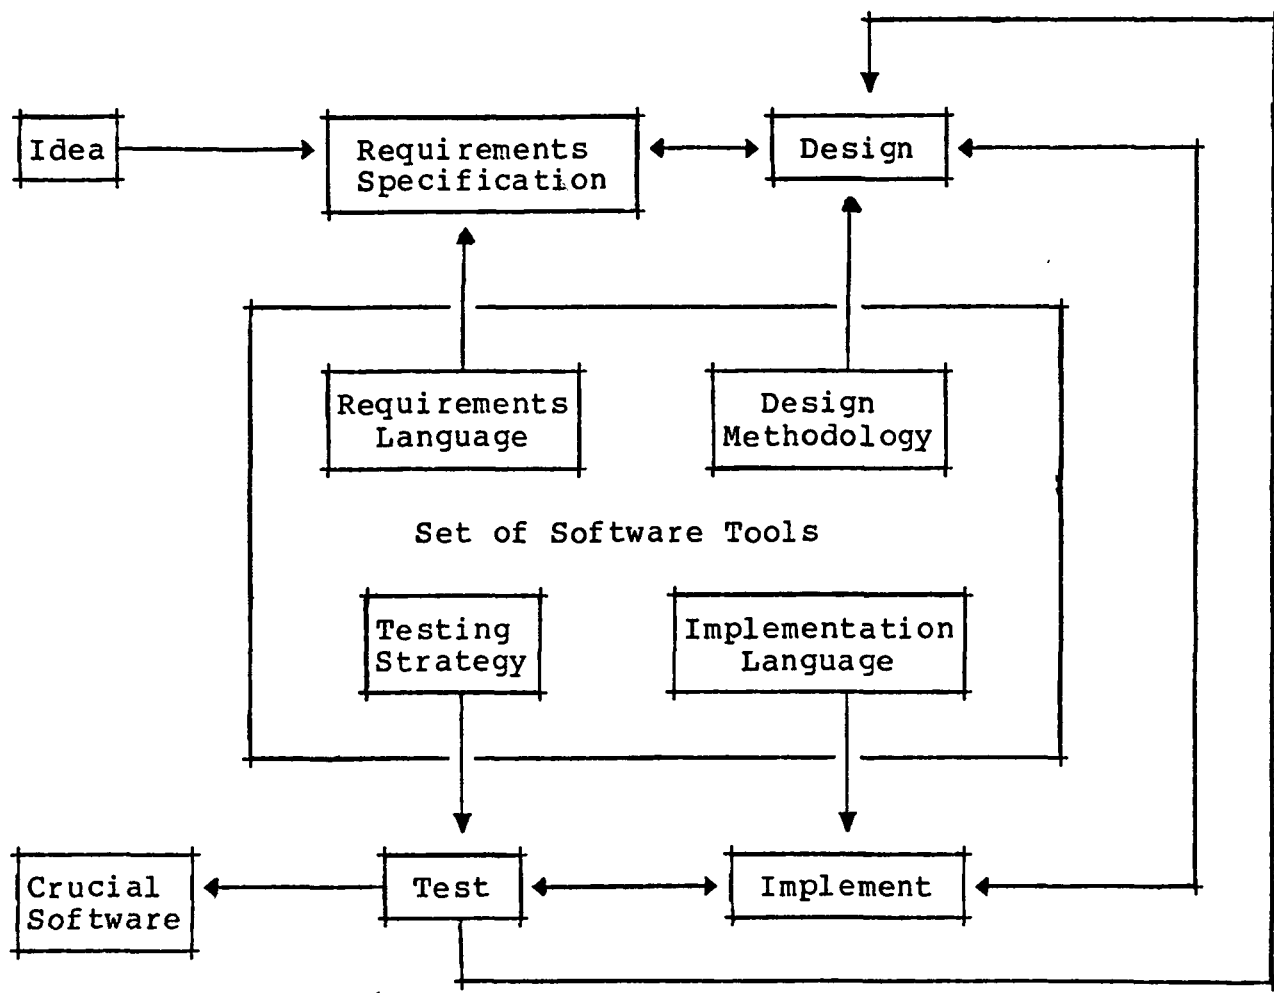 Idea
Requirements
Specification
Design
Requirements
Language
Design
Methodology
Set of Software Tools
Testing
Strategy
Implementation
Language
Crucial
Software
Test
Implement